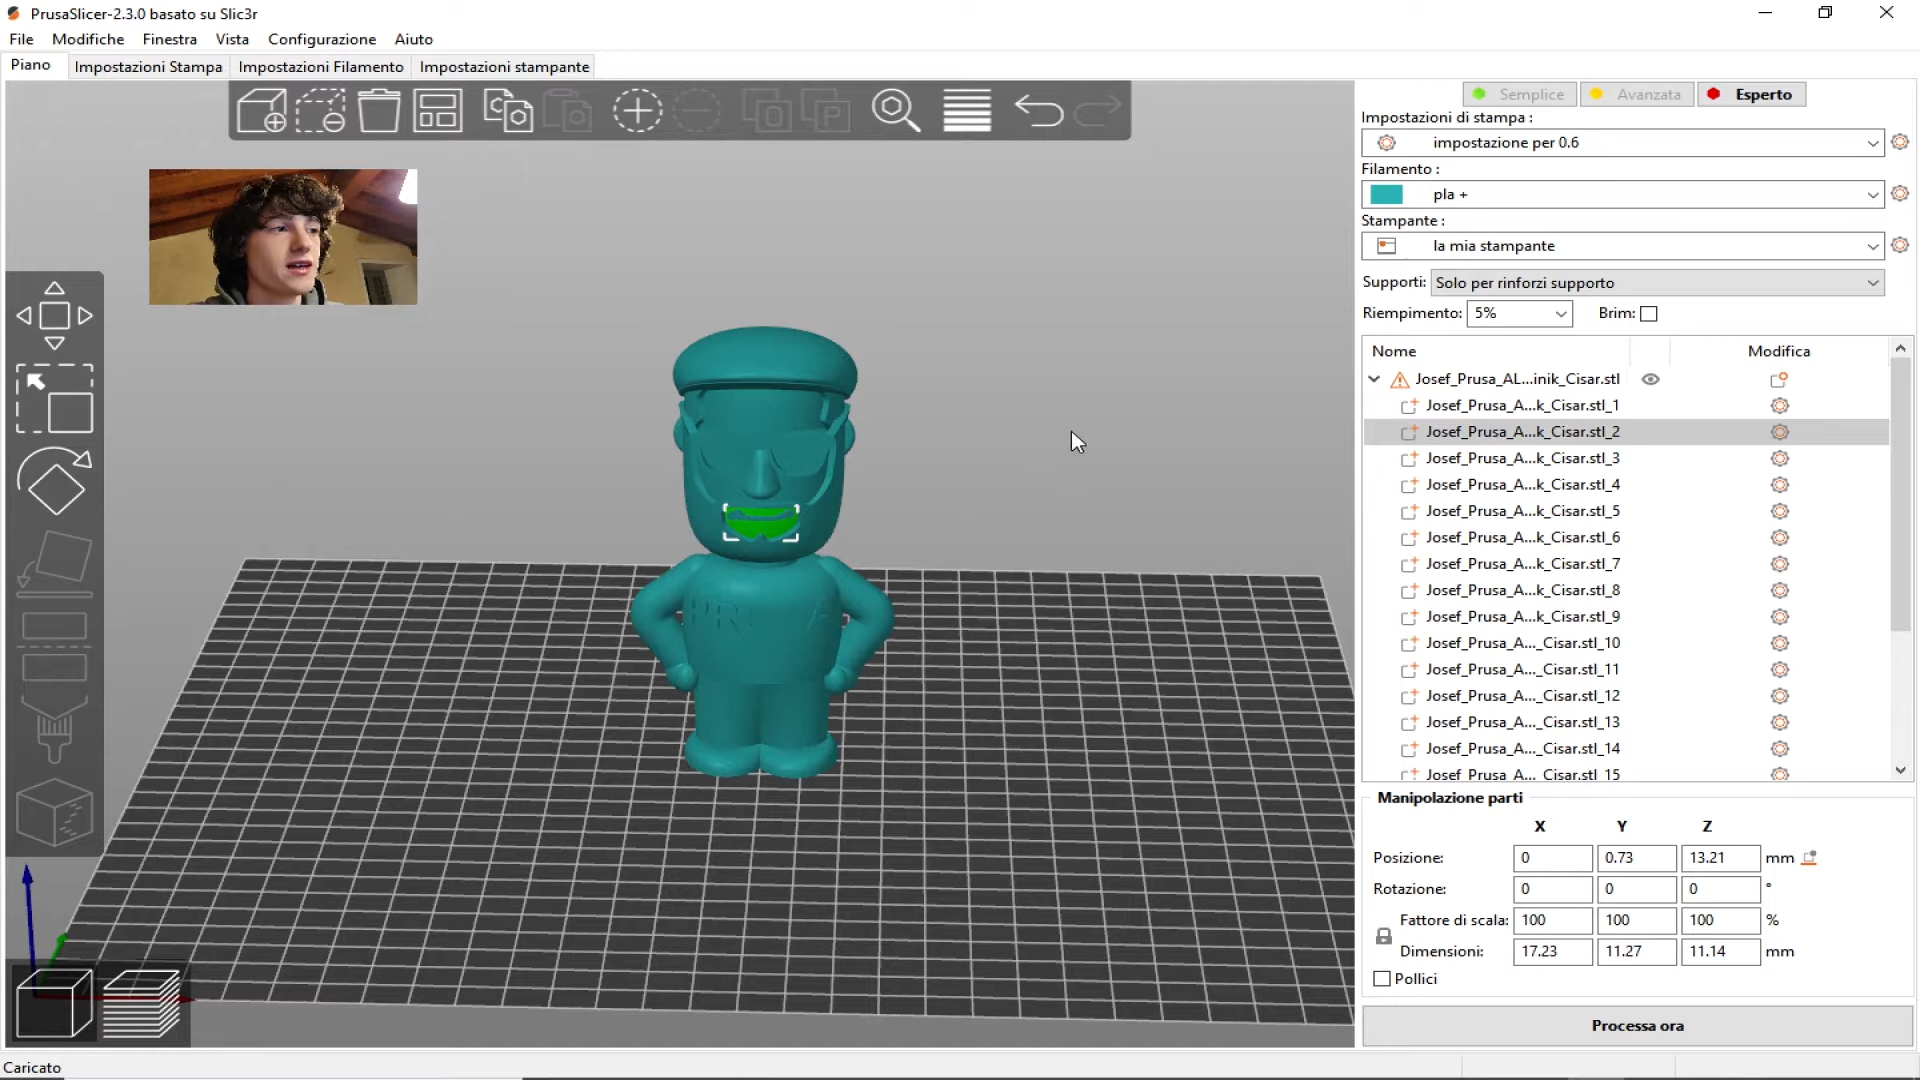 PrusaSlicer-2.3.0 basato su Slic3r
File Modifiche Finestra Vista Configurazione Aiuto
Piano Impostazioni Stampa Impostazioni Filamento Impostazioni stampante
Semplice Avanzata Esperto
Impostazioni di stampa :
impostazione per 0.6
Filamento :
pla +
Stampante :
la mia stampante
Supporti: Solo per rinforzi supporto
Riempimento: 5% Brim:
Nome Modifica
Josef_Prusa_AL...inik_Cisar.stl
Josef_Prusa_A...k_Cisar.stl_1
Josef_Prusa_A...k_Cisar.stl_2
Josef_Prusa_A...k_Cisar.stl_3
Josef_Prusa_A...k_Cisar.stl_4
Josef_Prusa_A...k_Cisar.stl_5
Josef_Prusa_A...k_Cisar.stl_6
Josef_Prusa_A...k_Cisar.stl_7
Josef_Prusa_A...k_Cisar.stl_8
Josef_Prusa_A...k_Cisar.stl_9
Josef_Prusa_A..._Cisar.stl_10
Josef_Prusa_A..._Cisar.stl_11
Josef_Prusa_A..._Cisar.stl_12
Josef_Prusa_A..._Cisar.stl_13
Josef_Prusa_A..._Cisar.stl_14
Josef_Prusa_A..._Cisar.stl_15
Manipolazione parti
X Y Z
Posizione: 0 0.73 13.21 mm
Rotazione: 0 0 0 °
Fattore di scala: 100 100 100 %
Dimensioni: 17.23 11.27 11.14 mm
Pollici
Processa ora
Caricato